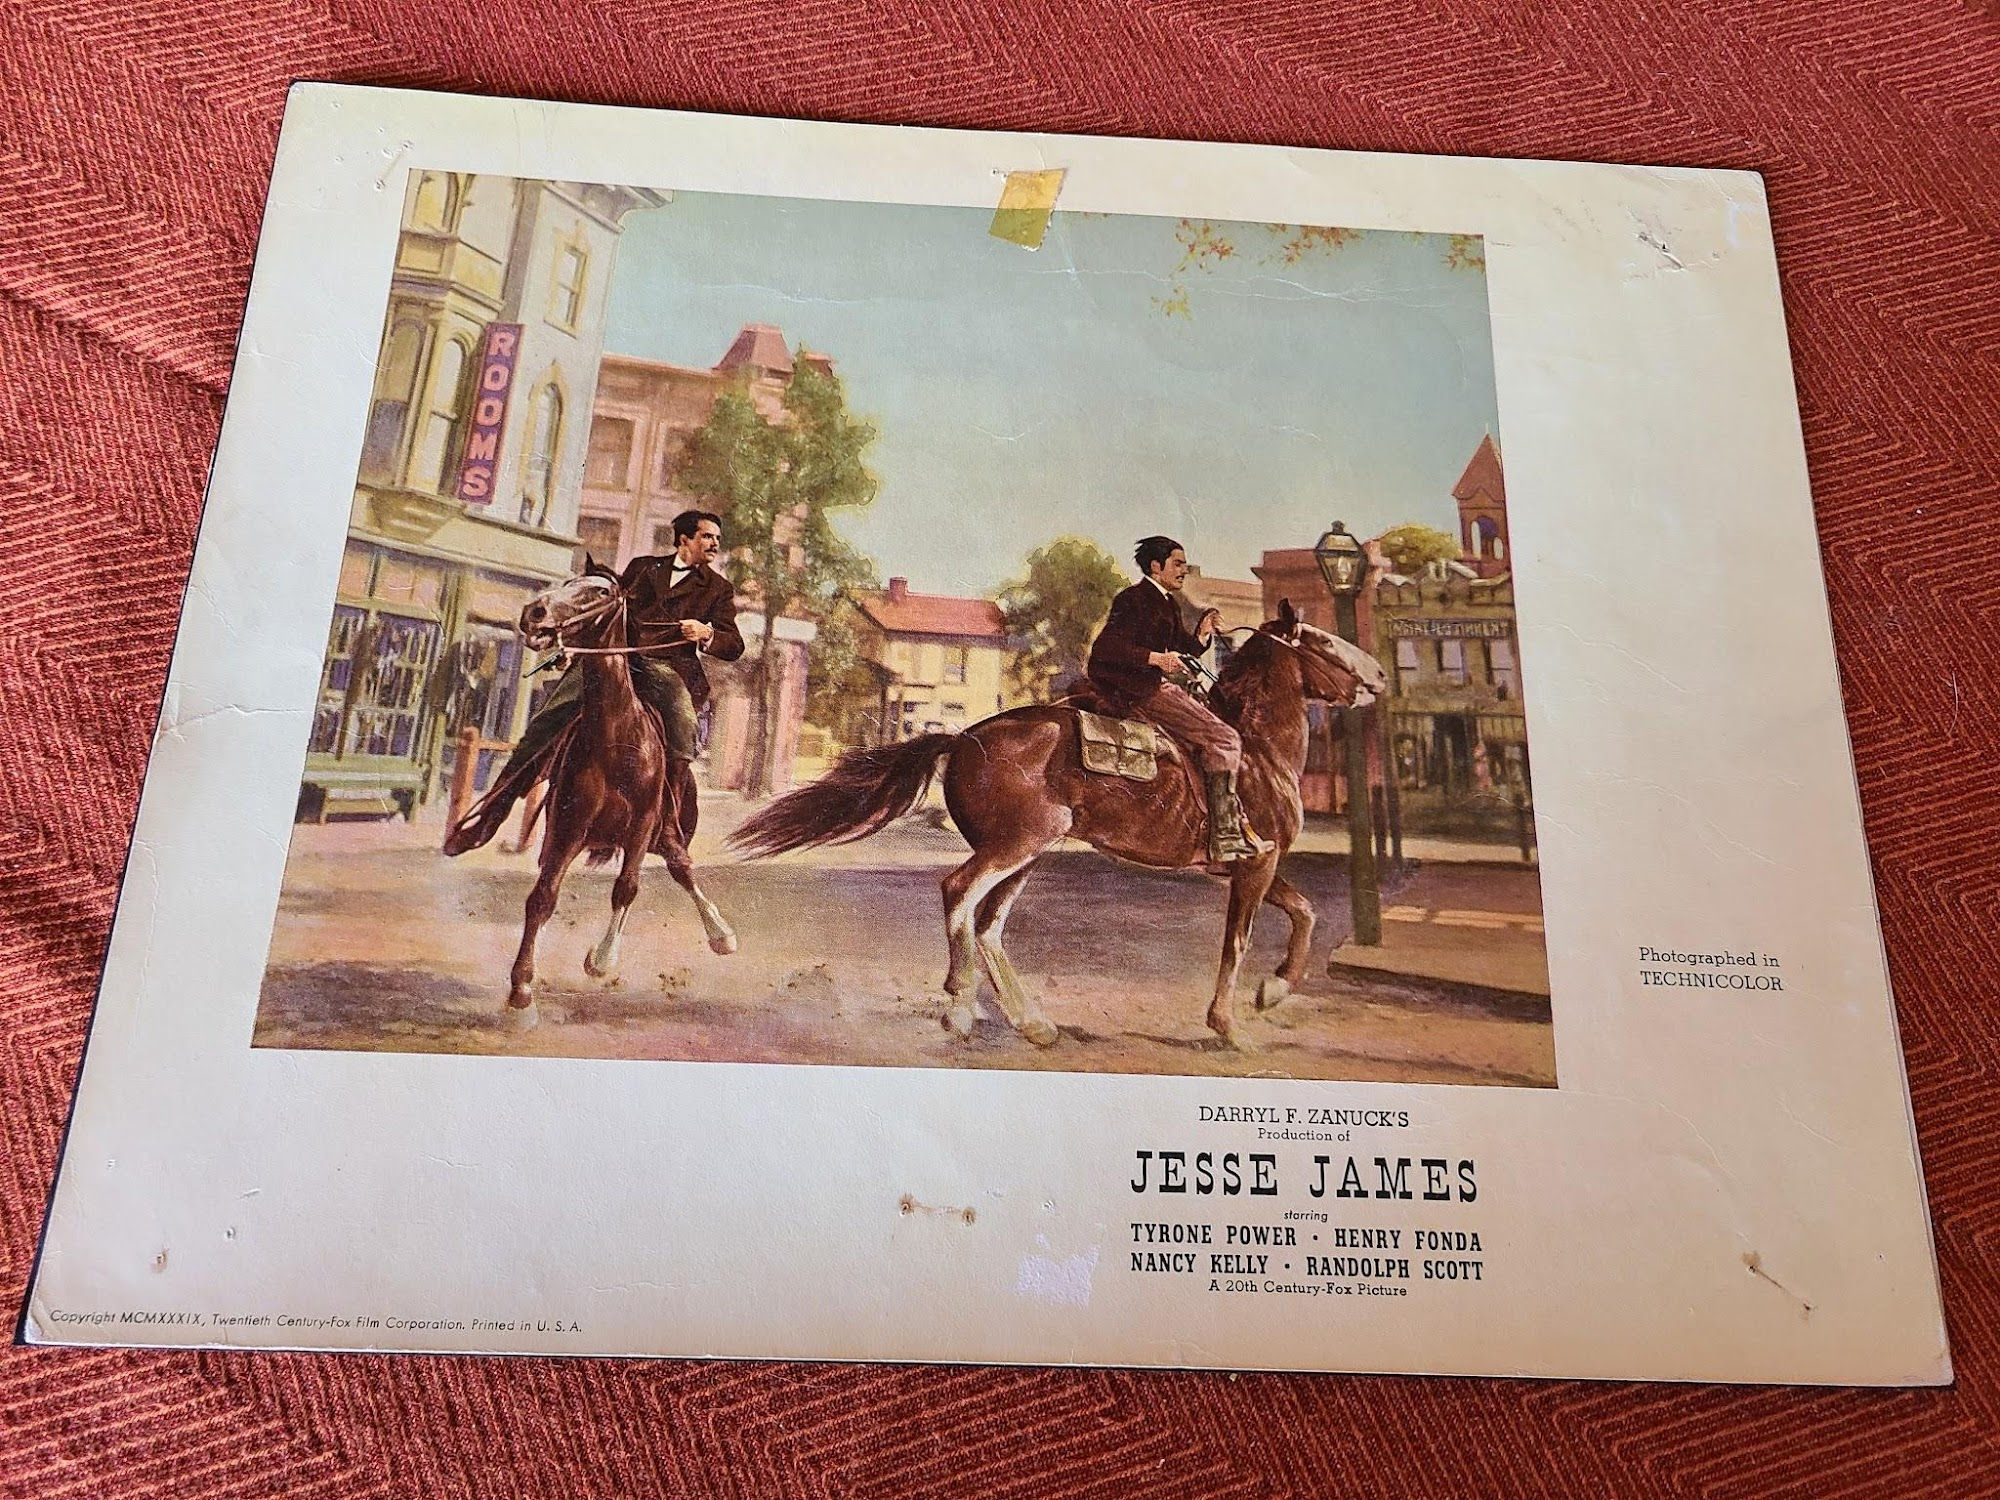 ROOMS
Photographed in
TECHNICOLOR
DARRYL F. ZANUCK'S
Production of
JESSE JAMES
starring
TYRONE POWER • HENRY FONDA
NANCY KELLY • RANDOLPH SCOTT
A 20th Century-Fox Picture
Copyright MCMXXXIX, Twentieth Century-Fox Film Corporation. Printed in U. S. A.